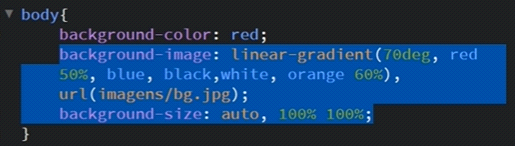 body{
background-color: red;
background-image: linear-gradient(70deg, red
50%, blue, black,white, orange 60%),
url(imagens/bg.jpg);
background-size: auto, 100% 100%;
}